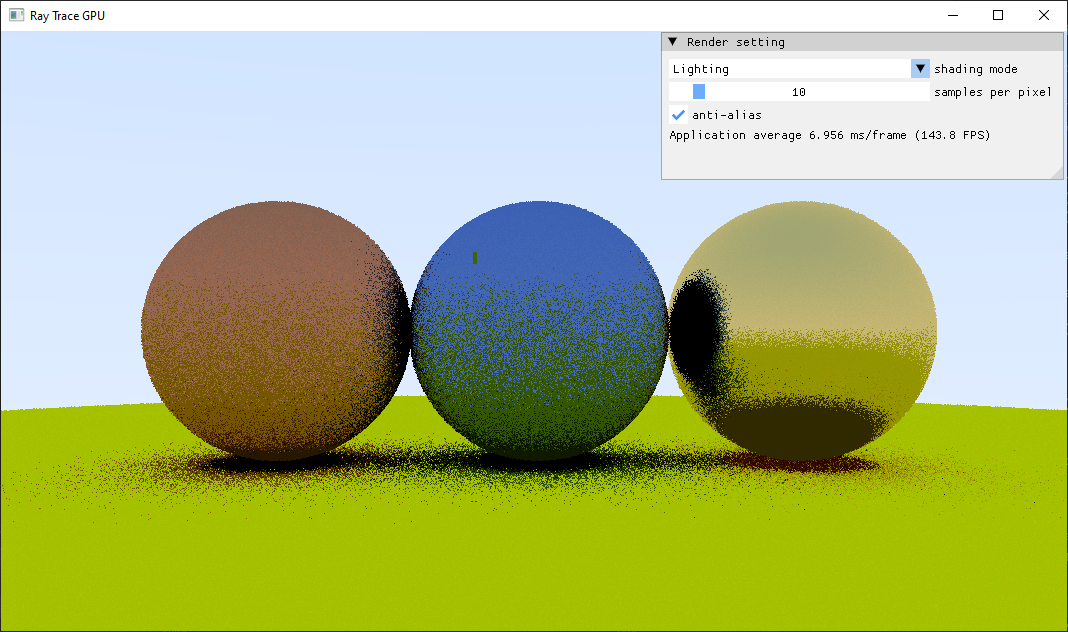 Ray Trace GPU
Render setting
Lighting shading mode
10 samples per pixel
anti-alias
Application average 6.956 ms/frame (143.8 FPS)